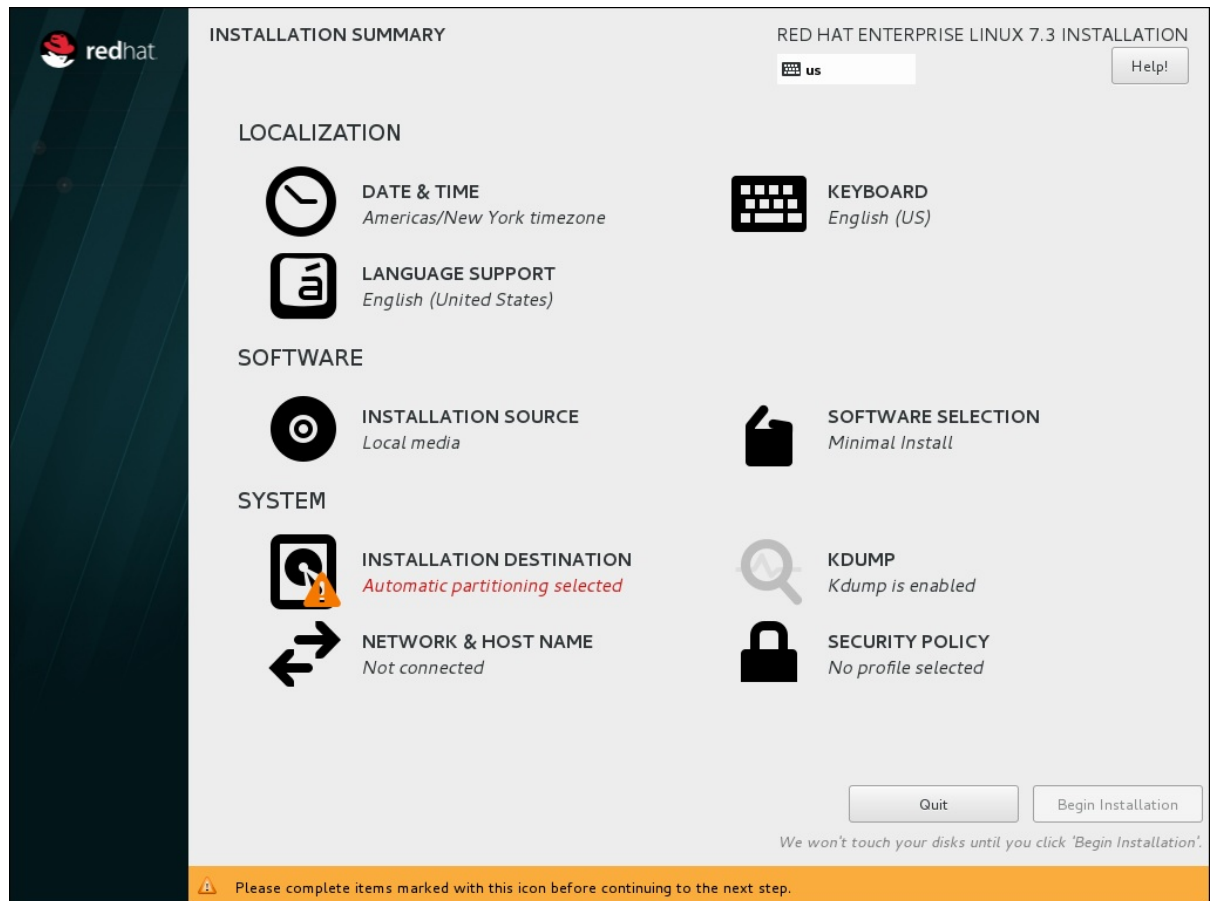 redhat
INSTALLATION SUMMARY
RED HAT ENTERPRISE LINUX 7.3 INSTALLATION
us
Help!
LOCALIZATION
DATE & TIME
Americas/New York timezone
KEYBOARD
English (US)
á
LANGUAGE SUPPORT
English (United States)
SOFTWARE
INSTALLATION SOURCE
Local media
SOFTWARE SELECTION
Minimal Install
SYSTEM
INSTALLATION DESTINATION
Automatic partitioning selected
KDUMP
Kdump is enabled
NETWORK & HOST NAME
Not connected
SECURITY POLICY
No profile selected
Quit
Begin Installation
We won't touch your disks until you click 'Begin Installation'.
Please complete items marked with this icon before continuing to the next step.